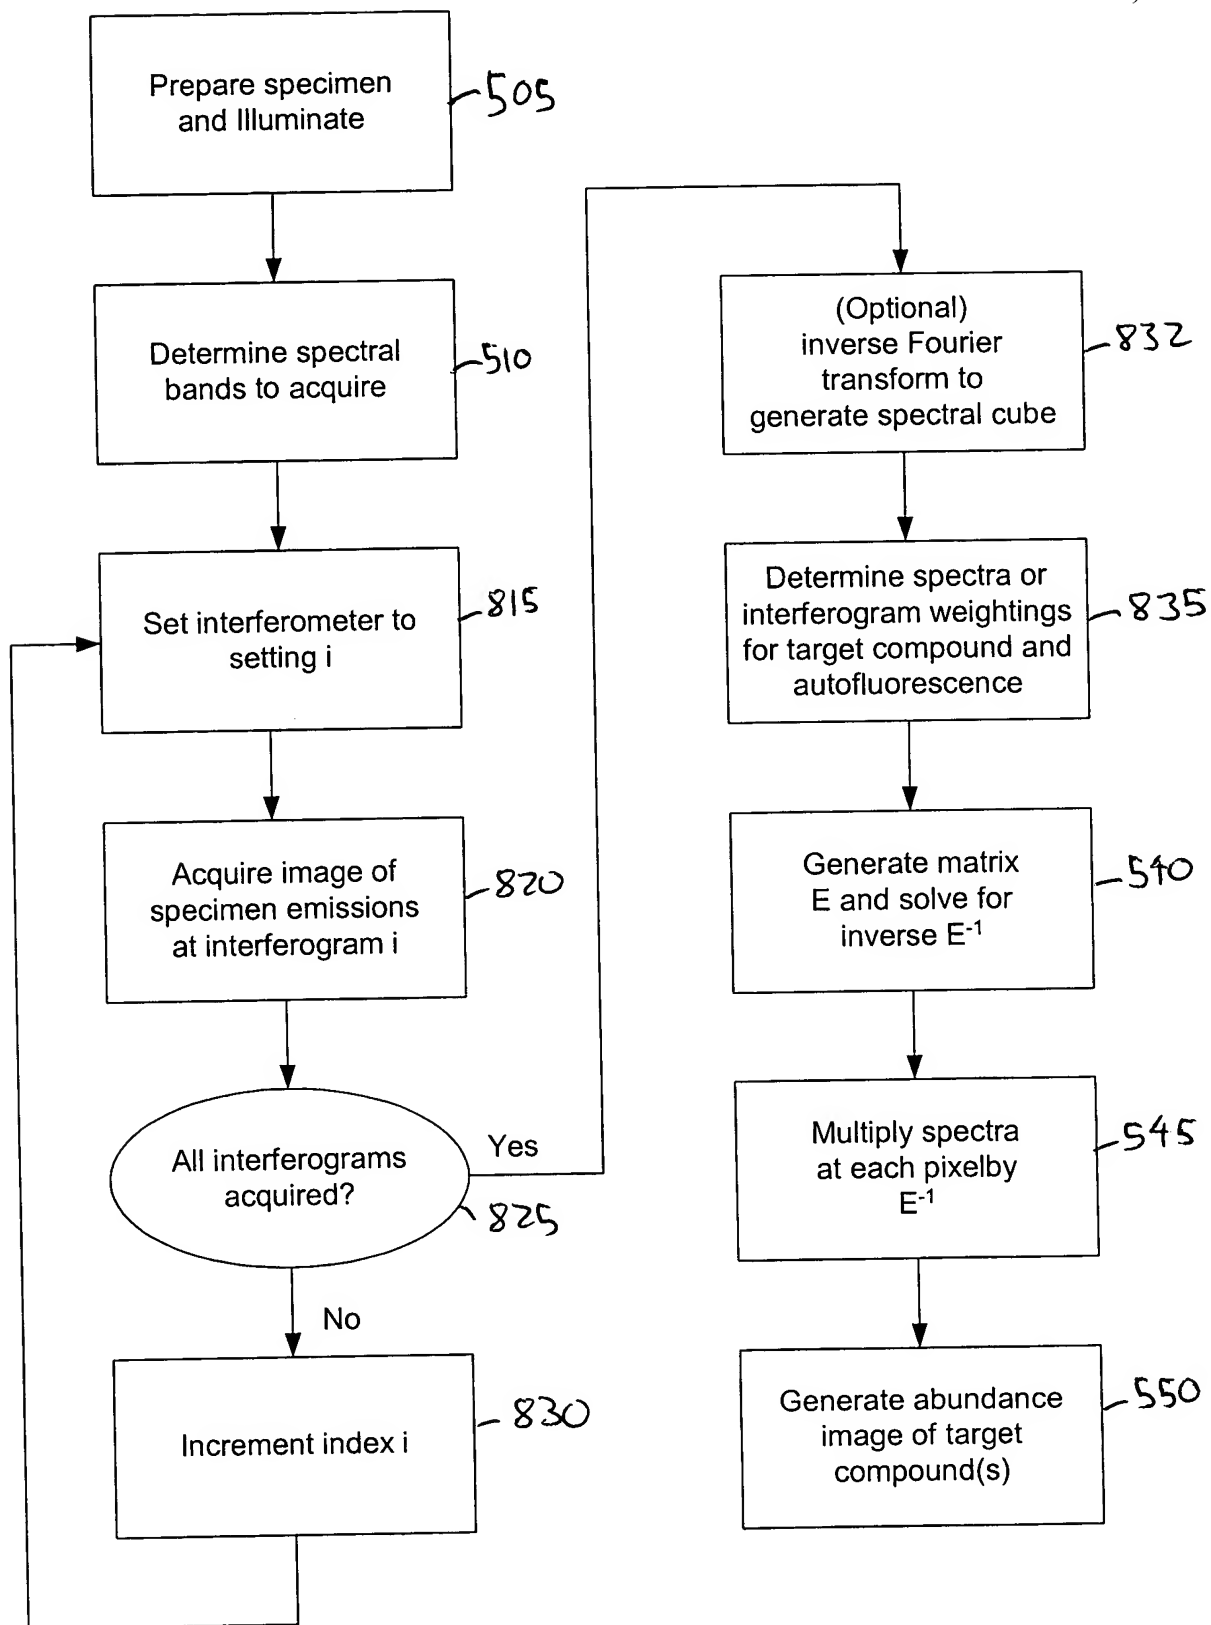 Prepare specimen
and Illuminate
505
Determine spectral
bands to acquire
510
Set interferometer to
setting i
815
Acquire image of
specimen emissions
at interferogram i
820
All interferograms
acquired?
Yes
825
No
Increment index i
830
(Optional)
inverse Fourier
transform to
generate spectral cube
832
Determine spectra or
interferogram weightings
for target compound and
autofluorescence
835
Generate matrix
E and solve for
inverse E⁻¹
540
Multiply spectra
at each pixelby
E⁻¹
545
Generate abundance
image of target
compound(s)
550